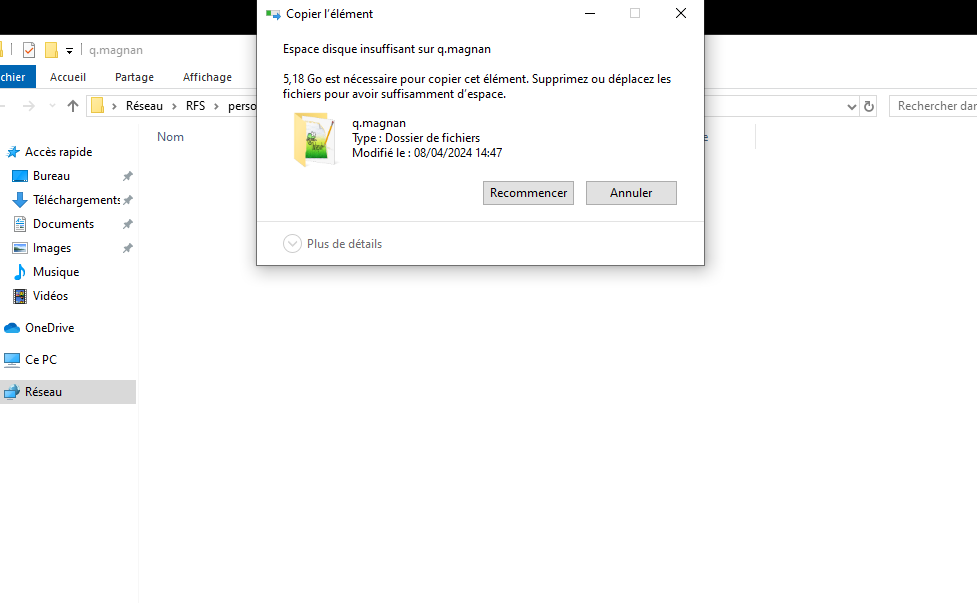 Copier l'élément
Espace disque insuffisant sur q.magnan
5,18 Go est nécessaire pour copier cet élément. Supprimez ou déplacez les
fichiers pour avoir suffisamment d'espace.
q.magnan
Type : Dossier de fichiers
Modifié le : 08/04/2024 14:47
Recommencer
Annuler
Plus de détails
q.magnan
chier
Accueil
Partage
Affichage
Réseau
RFS
perso
Rechercher dan
Nom
e
Accès rapide
Bureau
Téléchargements
Documents
Images
Musique
Vidéos
OneDrive
Ce PC
Réseau